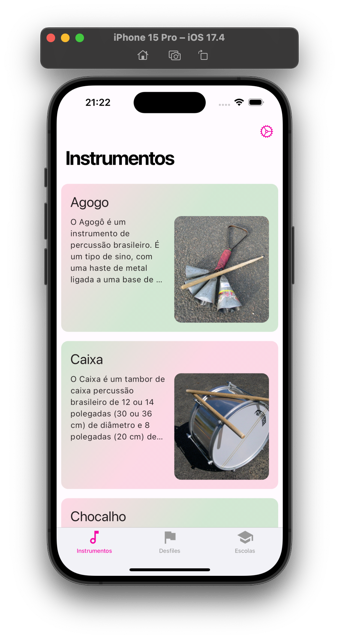 iPhone 15 Pro – iOS 17.4
21:22
Instrumentos
Agogo
O Agogô é um
instrumento de
percussão brasileiro. É
um tipo de sino, com
uma haste de metal
ligada a uma base de ...
Caixa
O Caixa é um tambor de
caixa percussão
brasileiro de 12 ou 14
polegadas (30 ou 36
cm) de diâmetro e 8
polegadas (20 cm) de...
Chocalho
Instrumentos
Desfiles
Escolas